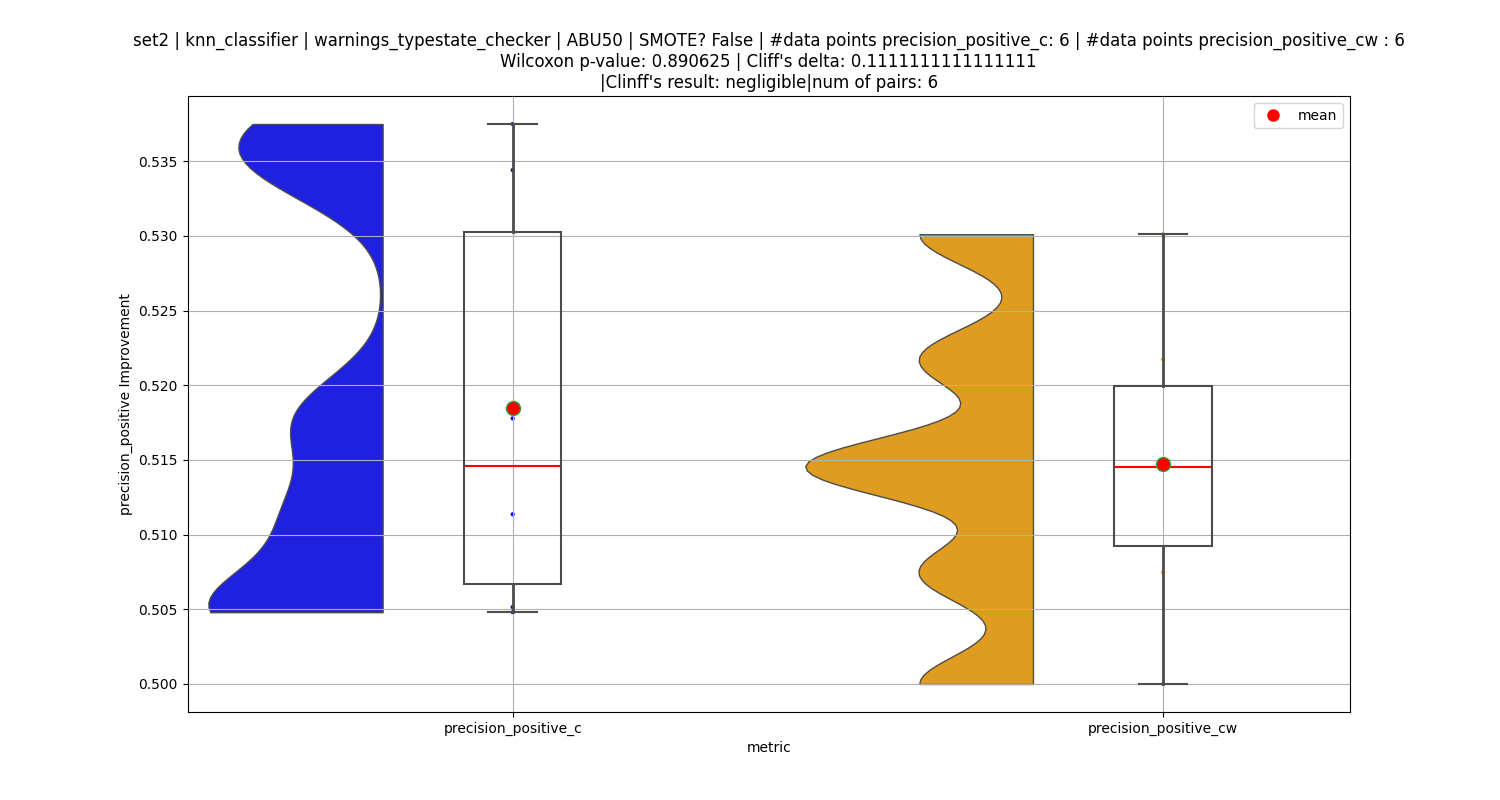 set2 | knn_classifier | warnings_typestate_checker | ABU50 | SMOTE? False | #data points precision_positive_c: 6 | #data points precision_positive_cw : 6
Wilcoxon p-value: 0.890625 | Cliff's delta: 0.1111111111111111
|Clinff's result: negligible|num of pairs: 6
mean
0.535
0.530
0.525
0.520
0.515
0.510
0.505
0.500
precision_positive Improvement
precision_positive_c
precision_positive_cw
metric